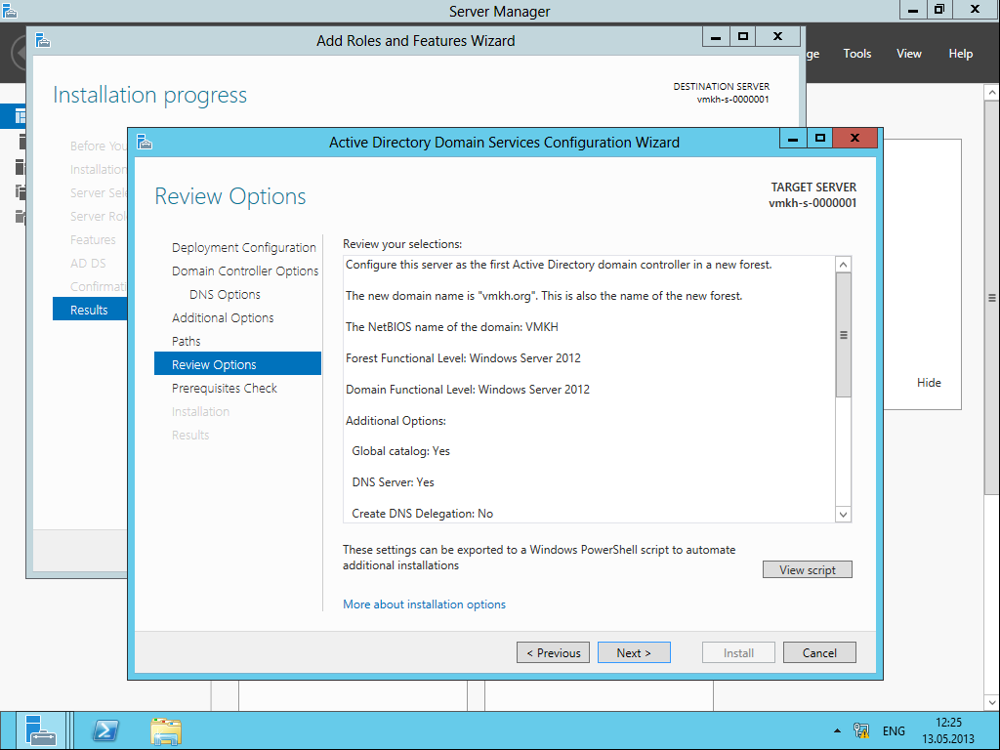 Server Manager
Add Roles and Features Wizard
Tools
View
Help
Installation progress
DESTINATION SERVER
vmkh-s-0000001
Before You
Installation
Server Sele
Server Rol
Features
AD DS
Confirmati
Results
Active Directory Domain Services Configuration Wizard
Review Options
TARGET SERVER
vmkh-s-0000001
Deployment Configuration
Domain Controller Options
DNS Options
Additional Options
Paths
Review Options
Prerequisites Check
Installation
Results
Review your selections:
Configure this server as the first Active Directory domain controller in a new forest.
The new domain name is "vmkh.org". This is also the name of the new forest.
The NetBIOS name of the domain: VMKH
Forest Functional Level: Windows Server 2012
Domain Functional Level: Windows Server 2012
Additional Options:
Global catalog: Yes
DNS Server: Yes
Create DNS Delegation: No
These settings can be exported to a Windows PowerShell script to automate
additional installations
View script
More about installation options
< Previous
Next >
Install
Cancel
Hide
ENG
12:25
13.05.2013